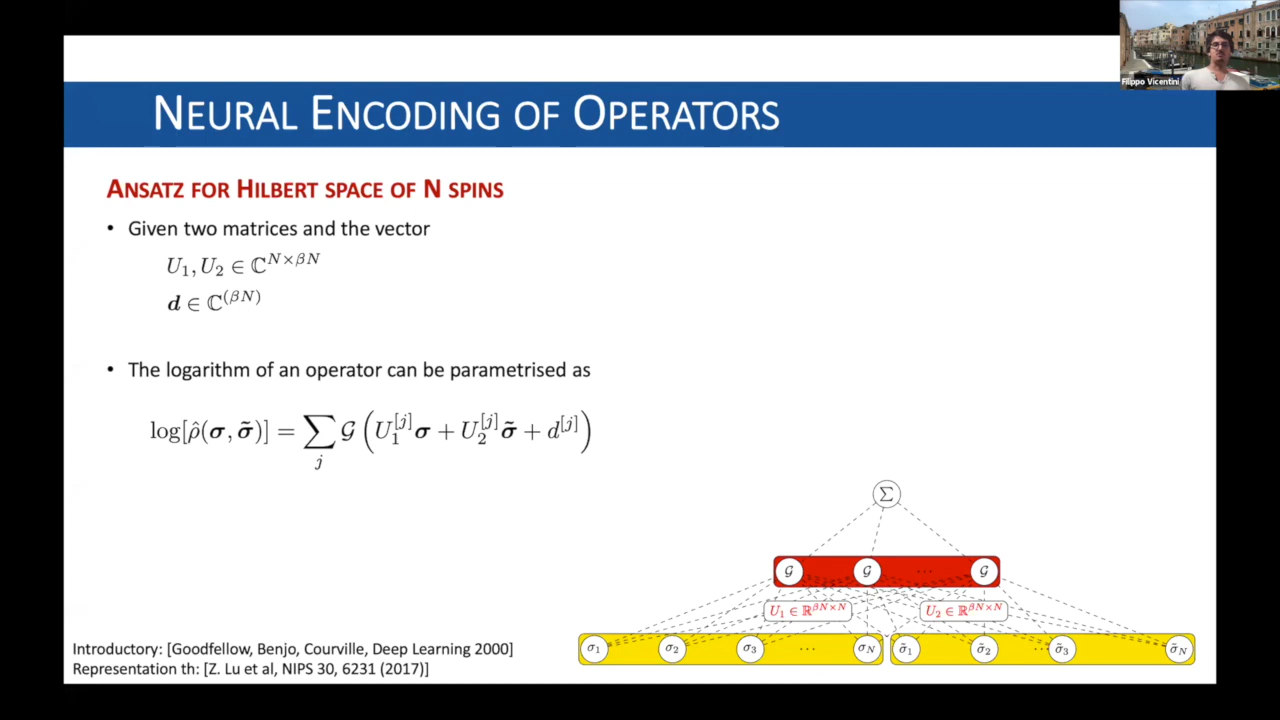 Filippo Vicentini
NEURAL ENCODING OF OPERATORS
ANSATZ FOR HILBERT SPACE OF N SPINS
• Given two matrices and the vector
U₁, U₂ ∈ ℂ^{N×βN}
d ∈ ℂ^{(βN)}
• The logarithm of an operator can be parametrised as
log[ρ̂(σ, σ̃)] = ∑_j 𝒢 (U₁^{[j]} σ + U₂^{[j]} σ̃ + d^{[j]})
Σ
𝒢 𝒢 ⋯ 𝒢
U₁ ∈ ℝ^{βN×N} U₂ ∈ ℝ^{βN×N}
σ₁ σ₂ σ₃ ⋯ σ_N σ̃₁ σ̃₂ ⋯ σ̃₃ σ̃_N
Introductory: [Goodfellow, Benjo, Courville, Deep Learning 2000]
Representation th: [Z. Lu et al, NIPS 30, 6231 (2017)]